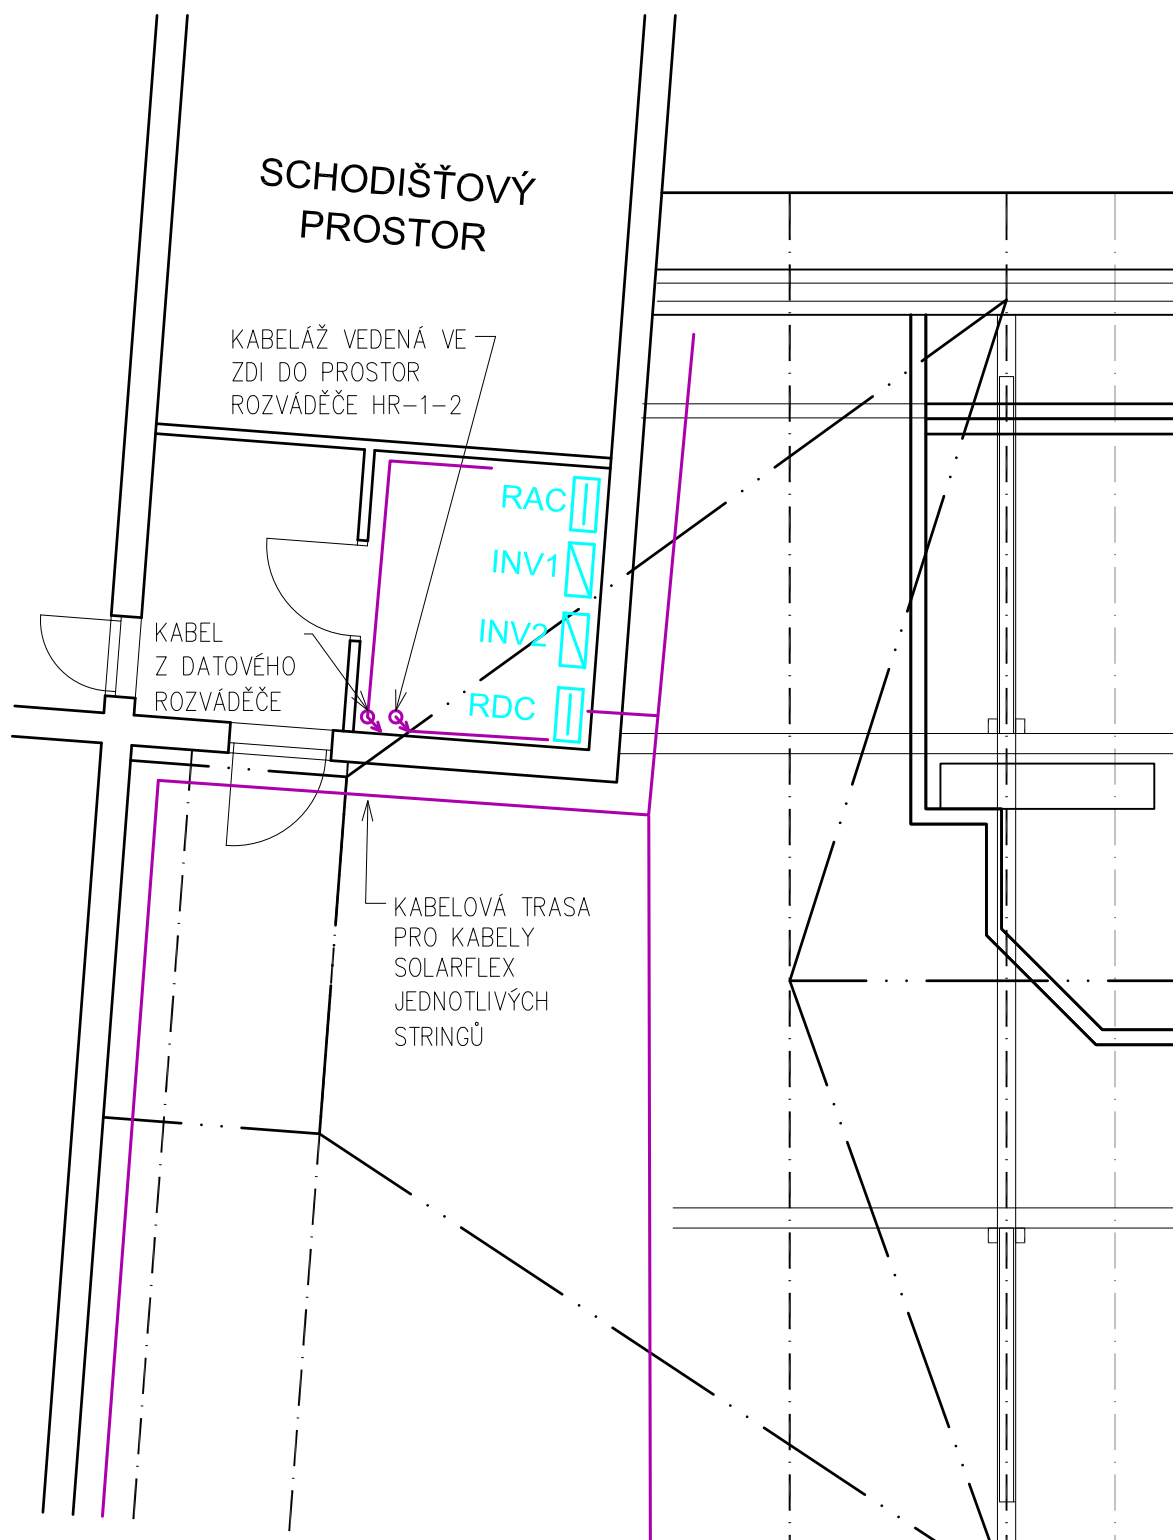 SCHODIŠŤOVÝ
PROSTOR
KABELÁŽ VEDENÁ VE
ZDI DO PROSTOR
ROZVÁDĚČE HR-1-2
RAC
INV1
INV2
RDC
KABEL
Z DATOVÉHO
ROZVÁDĚČE
KABELOVÁ TRASA
PRO KABELY
SOLARFLEX
JEDNOTLIVÝCH
STRINGŮ